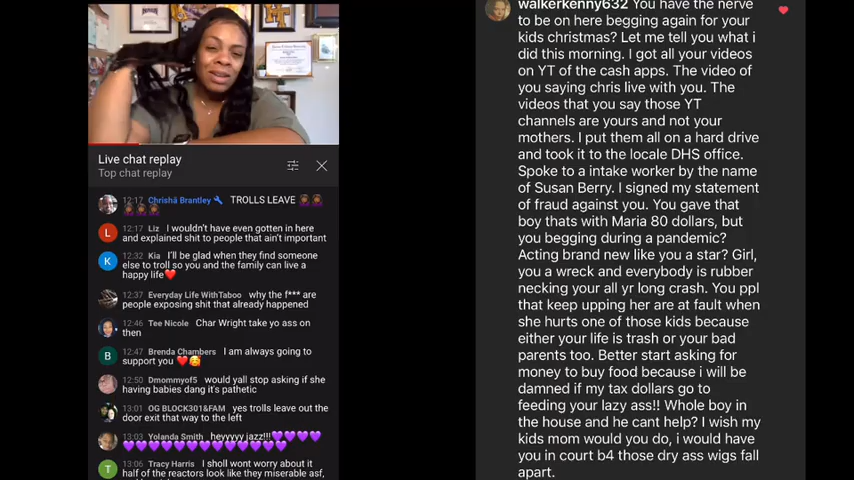 Live chat replay
Top chat replay
12:17 Chrishā Brantley TROLLS LEAVE
12:17 Liz I wouldn't have even gotten in here
and explained shit to people that ain't important
12:32 Kia I'll be glad when they find someone
else to troll so you and the family can live a
happy life❤️
12:37 Everyday Life WithTaboo why the f*** are
people exposing shit that already happened
12:46 Tee Nicole Char Wright take yo ass on
then
12:47 Brenda Chambers I am always going to
support you ❤️🥰
12:50 Dmommyof5 would yall stop asking if she
having babies dang it's pathetic
13:01 OG BLOCK301&FAM yes trolls leave out the
door exit that way to the left
13:03 Yolanda Smith heyyyy jazz!!!💜💜💜💜
💜💜💜💜💜💜💜💜💜💜💜💜
13:06 Tracy Harris I sholl wont worry about it
half of the reactors look like they miserable asf,
walkerkenny632 You have the nerve
to be on here begging again for your
kids christmas? Let me tell you what i
did this morning. I got all your videos
on YT of the cash apps. The video of
you saying chris live with you. The
videos that you say those YT
channels are yours and not your
mothers. I put them all on a hard drive
and took it to the locale DHS office.
Spoke to a intake worker by the name
of Susan Berry. I signed my statement
of fraud against you. You gave that
boy thats with Maria 80 dollars, but
you begging during a pandemic?
Acting brand new like you a star? Girl,
you a wreck and everybody is rubber
necking your all yr long crash. You ppl
that keep upping her are at fault when
she hurts one of those kids because
either your life is trash or your bad
parents too. Better start asking for
money to buy food because i will be
damned if my tax dollars go to
feeding your lazy ass!! Whole boy in
the house and he cant help? I wish my
kids mom would you do, i would have
you in court b4 those dry ass wigs fall
apart.